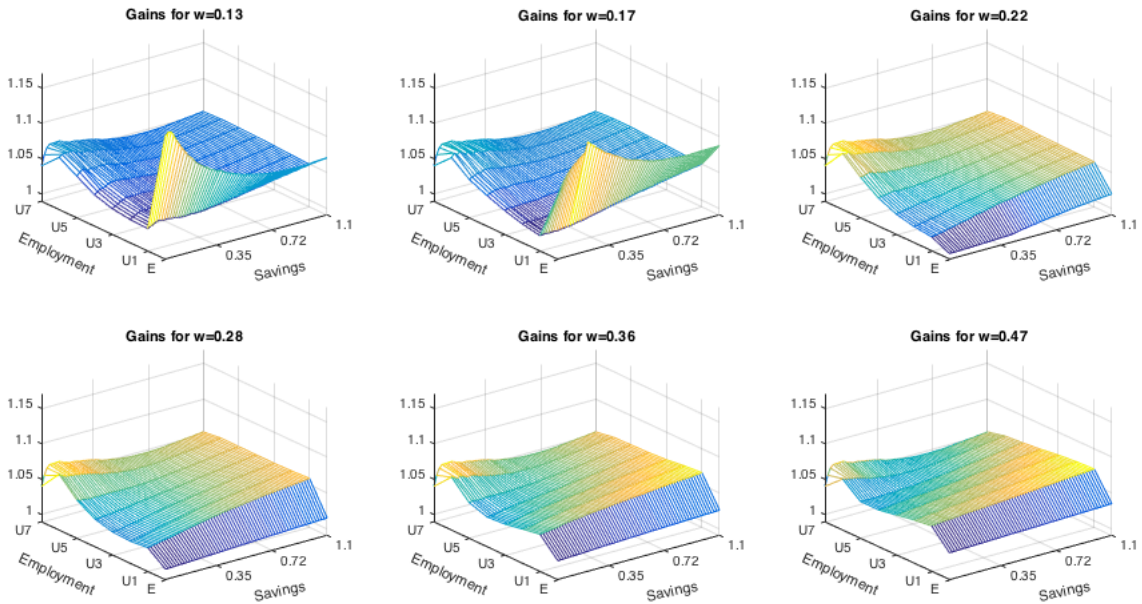 Gains for w=0.13
1.15
1.1
1.05
1
U7
U5
U3
U1
E
Employment
0.35
0.72
1.1
Savings
Gains for w=0.17
1.15
1.1
1.05
1
U7
U5
U3
U1
E
Employment
0.35
0.72
1.1
Savings
Gains for w=0.22
1.15
1.1
1.05
1
U7
U5
U3
U1
E
Employment
0.35
0.72
1.1
Savings
Gains for w=0.28
1.15
1.1
1.05
1
U7
U5
U3
U1
E
Employment
0.35
0.72
1.1
Savings
Gains for w=0.36
1.15
1.1
1.05
1
U7
U5
U3
U1
E
Employment
0.35
0.72
1.1
Savings
Gains for w=0.47
1.15
1.1
1.05
1
U7
U5
U3
U1
E
Employment
0.35
0.72
1.1
Savings